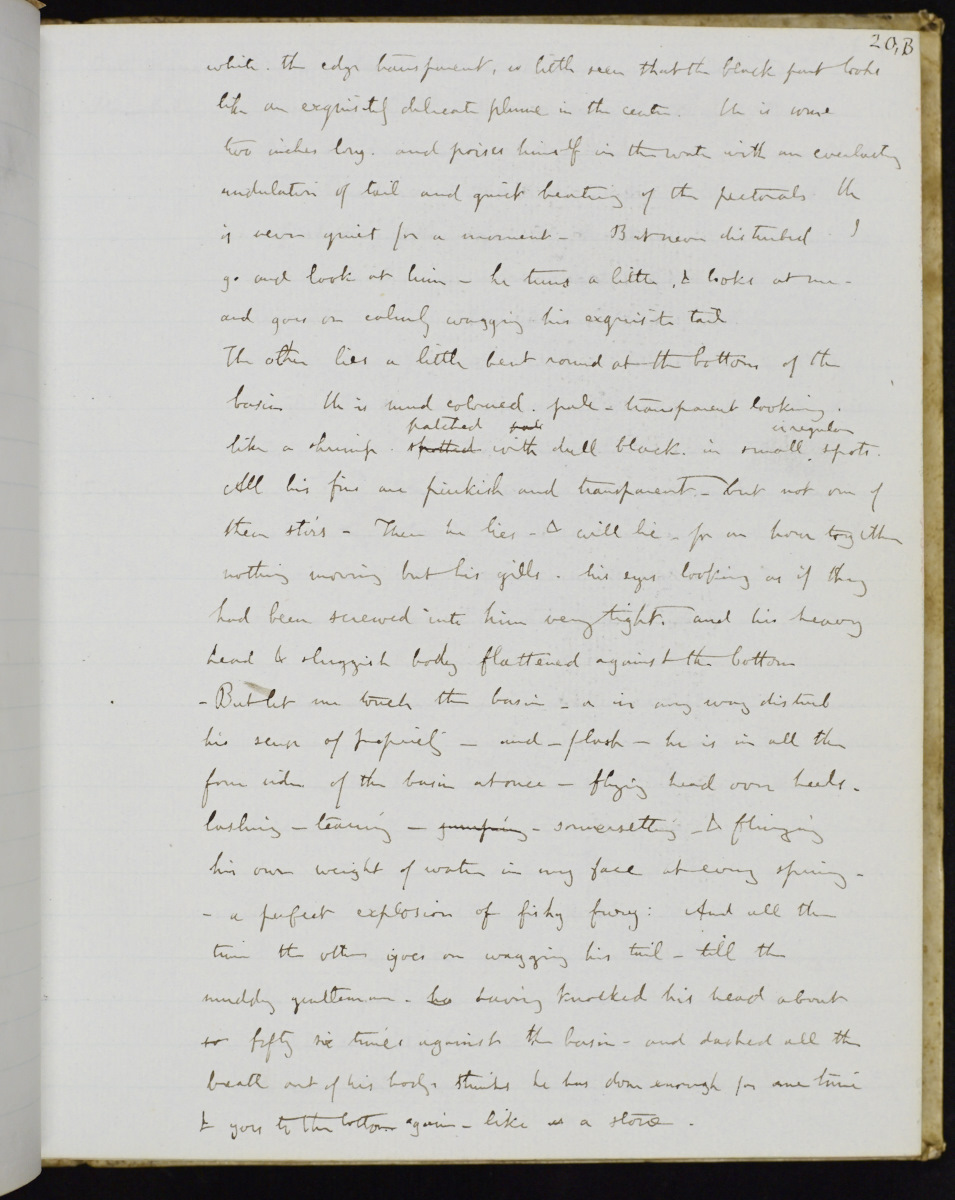 20,B
white. the edge transparent, so little seen that the black part looks
like an exquisitely delicate plume in the centre. He is some
two inches long. and poises himself in the water with an everlasting
undulation of tail and quick beating of the pectorals He
is never quiet for a moment - But never disturbed. I
go and look at him - he turns a little, & looks at me -
and goes on calmly wagging his exquisite tail
The other lies a little bent round at the bottom of the
basin He is mud coloured. pale - transparent looking.
patched irregular
like a shrimp. spotted with dull black. in small, spots.
All his fins are pinkish and transparent - but not one of
them stirs - There he lies - & will lie - for an hour together
nothing moving but his gills. his eyes looking as if they
had been screwed into him very tight. and his heavy
head & sluggish body flattened against the bottom
- But let me touch the basin - or in any way disturb
his sense of propriety - and - flash - he is in all the
four sides of the basin at once - flying head over heels -
lashing - tearing - jumping - somersetting - & flinging
his own weight of water in my face at every spring -
- a perfect explosion of fishy fury: And all the
time the other goes on wagging his tail - till the
muddy gentleman - having knocked his head about
so fifty six times against the basin - and dashed all the
breath out of his body thinks he has done enough for one time
& goes to the bottom again - like a stone.